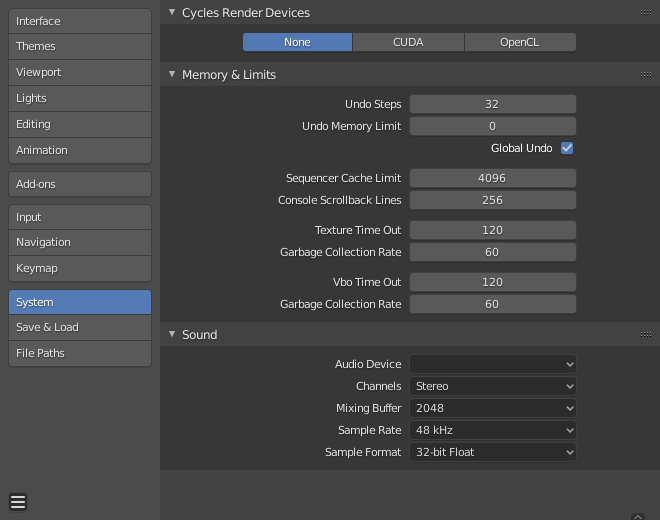 Interface
Themes
Viewport
Lights
Editing
Animation
Add-ons
Input
Navigation
Keymap
System
Save & Load
File Paths
Cycles Render Devices
None CUDA OpenCL
Memory & Limits
Undo Steps 32
Undo Memory Limit 0
Global Undo
Sequencer Cache Limit 4096
Console Scrollback Lines 256
Texture Time Out 120
Garbage Collection Rate 60
Vbo Time Out 120
Garbage Collection Rate 60
Sound
Audio Device
Channels Stereo
Mixing Buffer 2048
Sample Rate 48 kHz
Sample Format 32-bit Float